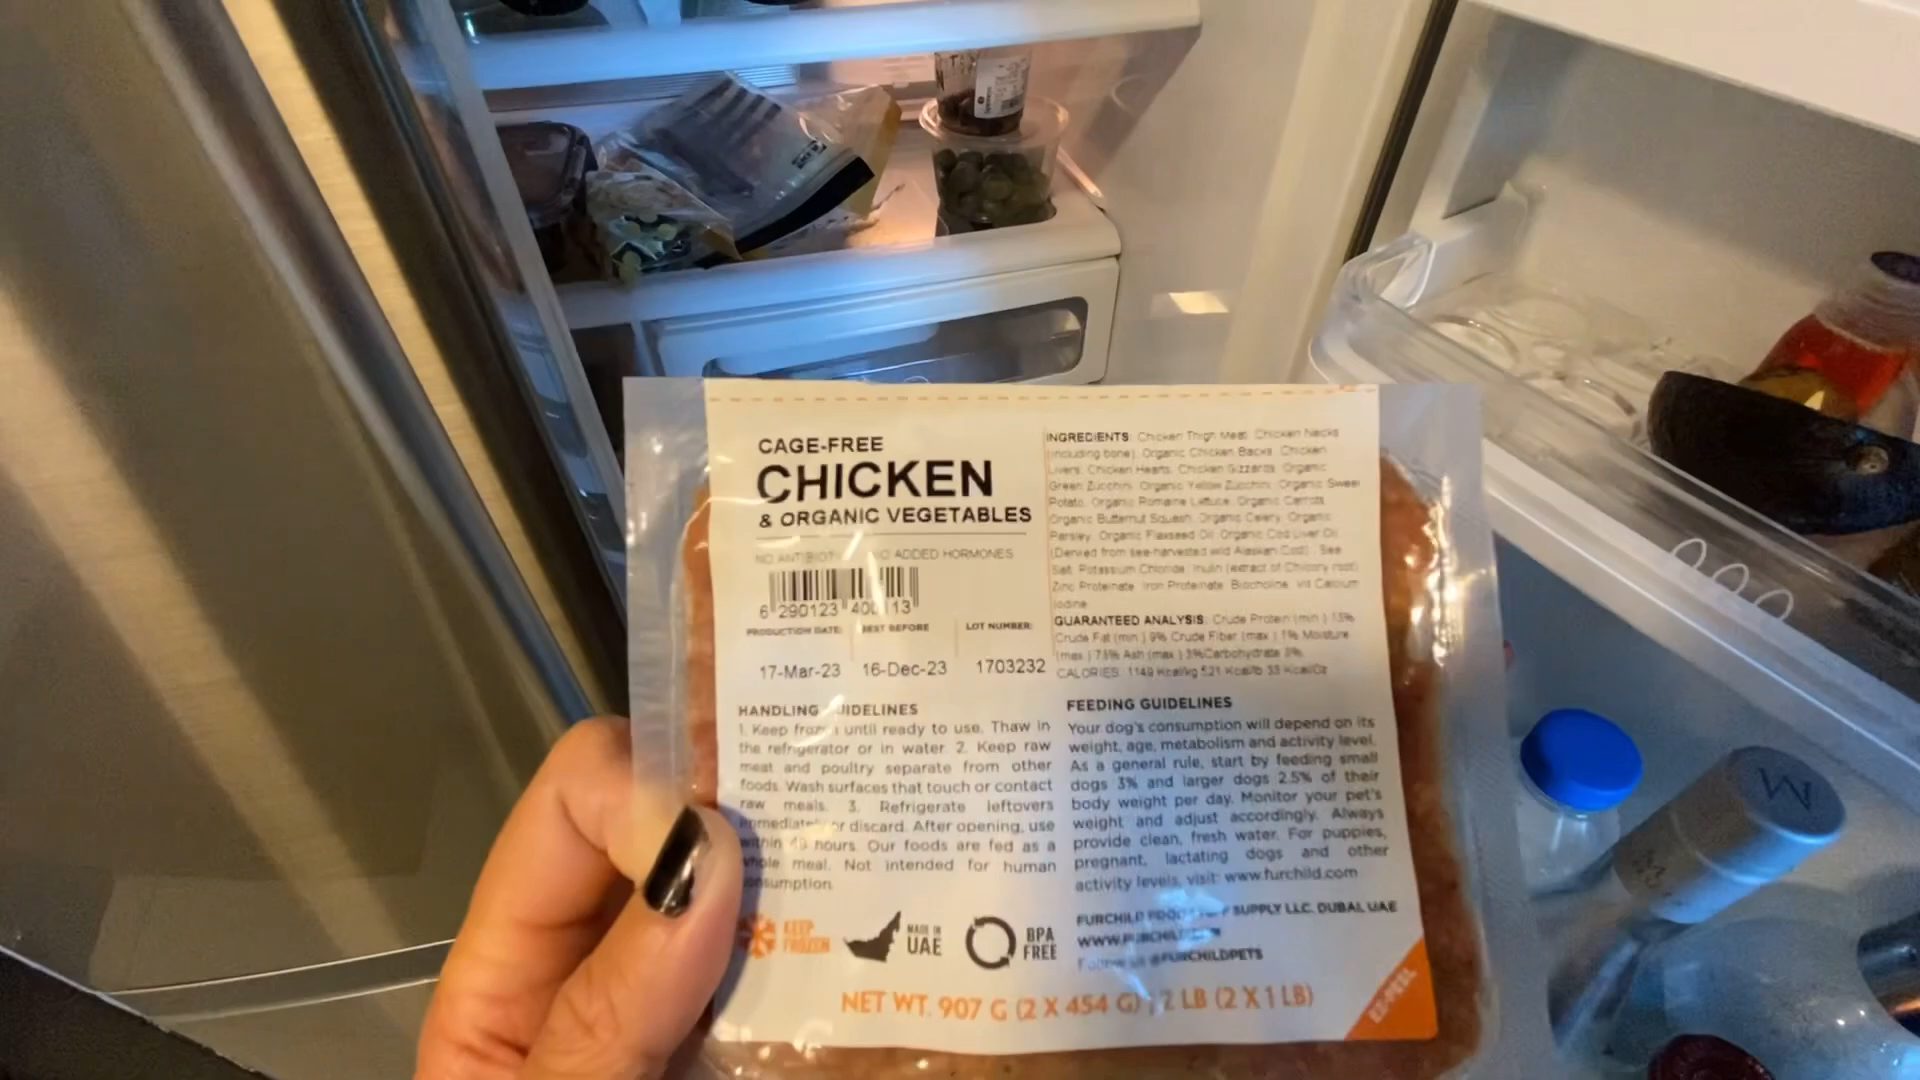 CAGE-FREE
CHICKEN
& ORGANIC VEGETABLES
NO ADDED HORMONES
6 290123 400113
PRODUCTION DATE:
BEST BEFORE
LOT NUMBER:
17-Mar-23
16-Dec-23
1703232
INGREDIENTS: Chicken Thigh Meat, Chicken Necks
(including bone), Organic Chicken Backs, Chicken
Livers, Chicken Hearts, Chicken Gizzards, Organic
Green Zucchini, Organic Yellow Zucchini, Organic Sweet
Potato, Organic Romaine Lettuce, Organic Carrots,
Organic Butternut Squash, Organic Celery, Organic
Parsley, Organic Flaxseed Oil, Organic Cod Liver Oil
(Derived from sea-harvested wild Alaskan Cod), Sea
Salt, Potassium Chloride, Inulin (extract of Chicory root)
Zinc Proteinate, Iron Proteinate, Vit Calcium
Iodine
GUARANTEED ANALYSIS: Crude Protein (min.) 13%
Crude Fat (min.) 9% Crude Fiber (max.) 1% Moisture
(max.) Ash (max.) 3% Carbohydrate
CALORIES: 1149 Kcal/kg 521 Kcal/lb 33 Kcal/Oz
HANDLING GUIDELINES
1. Keep frozen until ready to use. Thaw in
the refrigerator or in water. 2. Keep raw
meat and poultry separate from other
foods. Wash surfaces that touch or contact
raw meals. 3. Refrigerate leftovers
immediately or discard. After opening, use
within 48 hours. Our foods are fed as a
whole meal. Not intended for human
consumption.
FEEDING GUIDELINES
Your dog's consumption will depend on its
weight, age, metabolism and activity level.
As a general rule, start by feeding small
dogs 3% and larger dogs 2.5% of their
body weight per day. Monitor your pet's
weight and adjust accordingly. Always
provide clean, fresh water. For puppies,
pregnant, lactating dogs and other
activity levels, visit: www.furchild.com
KEEP
FROZEN
MADE IN
UAE
BPA
FREE
FURCHILD SUPPLY LLC. DUBAI, UAE
Follow us @FURCHILDPETS
NET WT. 907 G (2 X 454 G) | 2 LB (2 X 1 LB)
EZ-PEEL
M